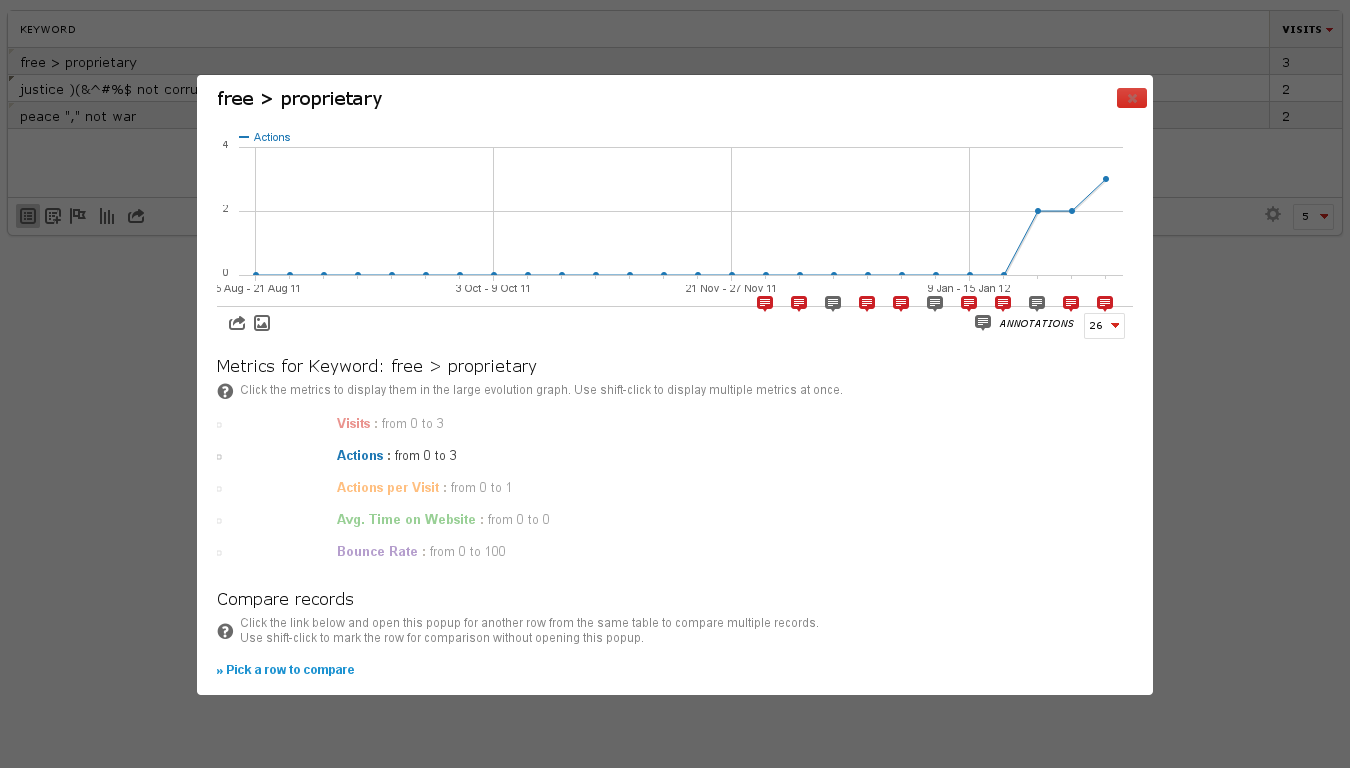 KEYWORD VISITS
free > proprietary 3
justice )(&^#%$ not corru 2
peace "," not war 2
5
free > proprietary
Actions
4
2
0
5 Aug - 21 Aug 11 3 Oct - 9 Oct 11 21 Nov - 27 Nov 11 9 Jan - 15 Jan 12
ANNOTATIONS 26
Metrics for Keyword: free > proprietary
Click the metrics to display them in the large evolution graph. Use shift-click to display multiple metrics at once.
Visits : from 0 to 3
Actions : from 0 to 3
Actions per Visit : from 0 to 1
Avg. Time on Website : from 0 to 0
Bounce Rate : from 0 to 100
Compare records
Click the link below and open this popup for another row from the same table to compare multiple records.
Use shift-click to mark the row for comparison without opening this popup.
» Pick a row to compare